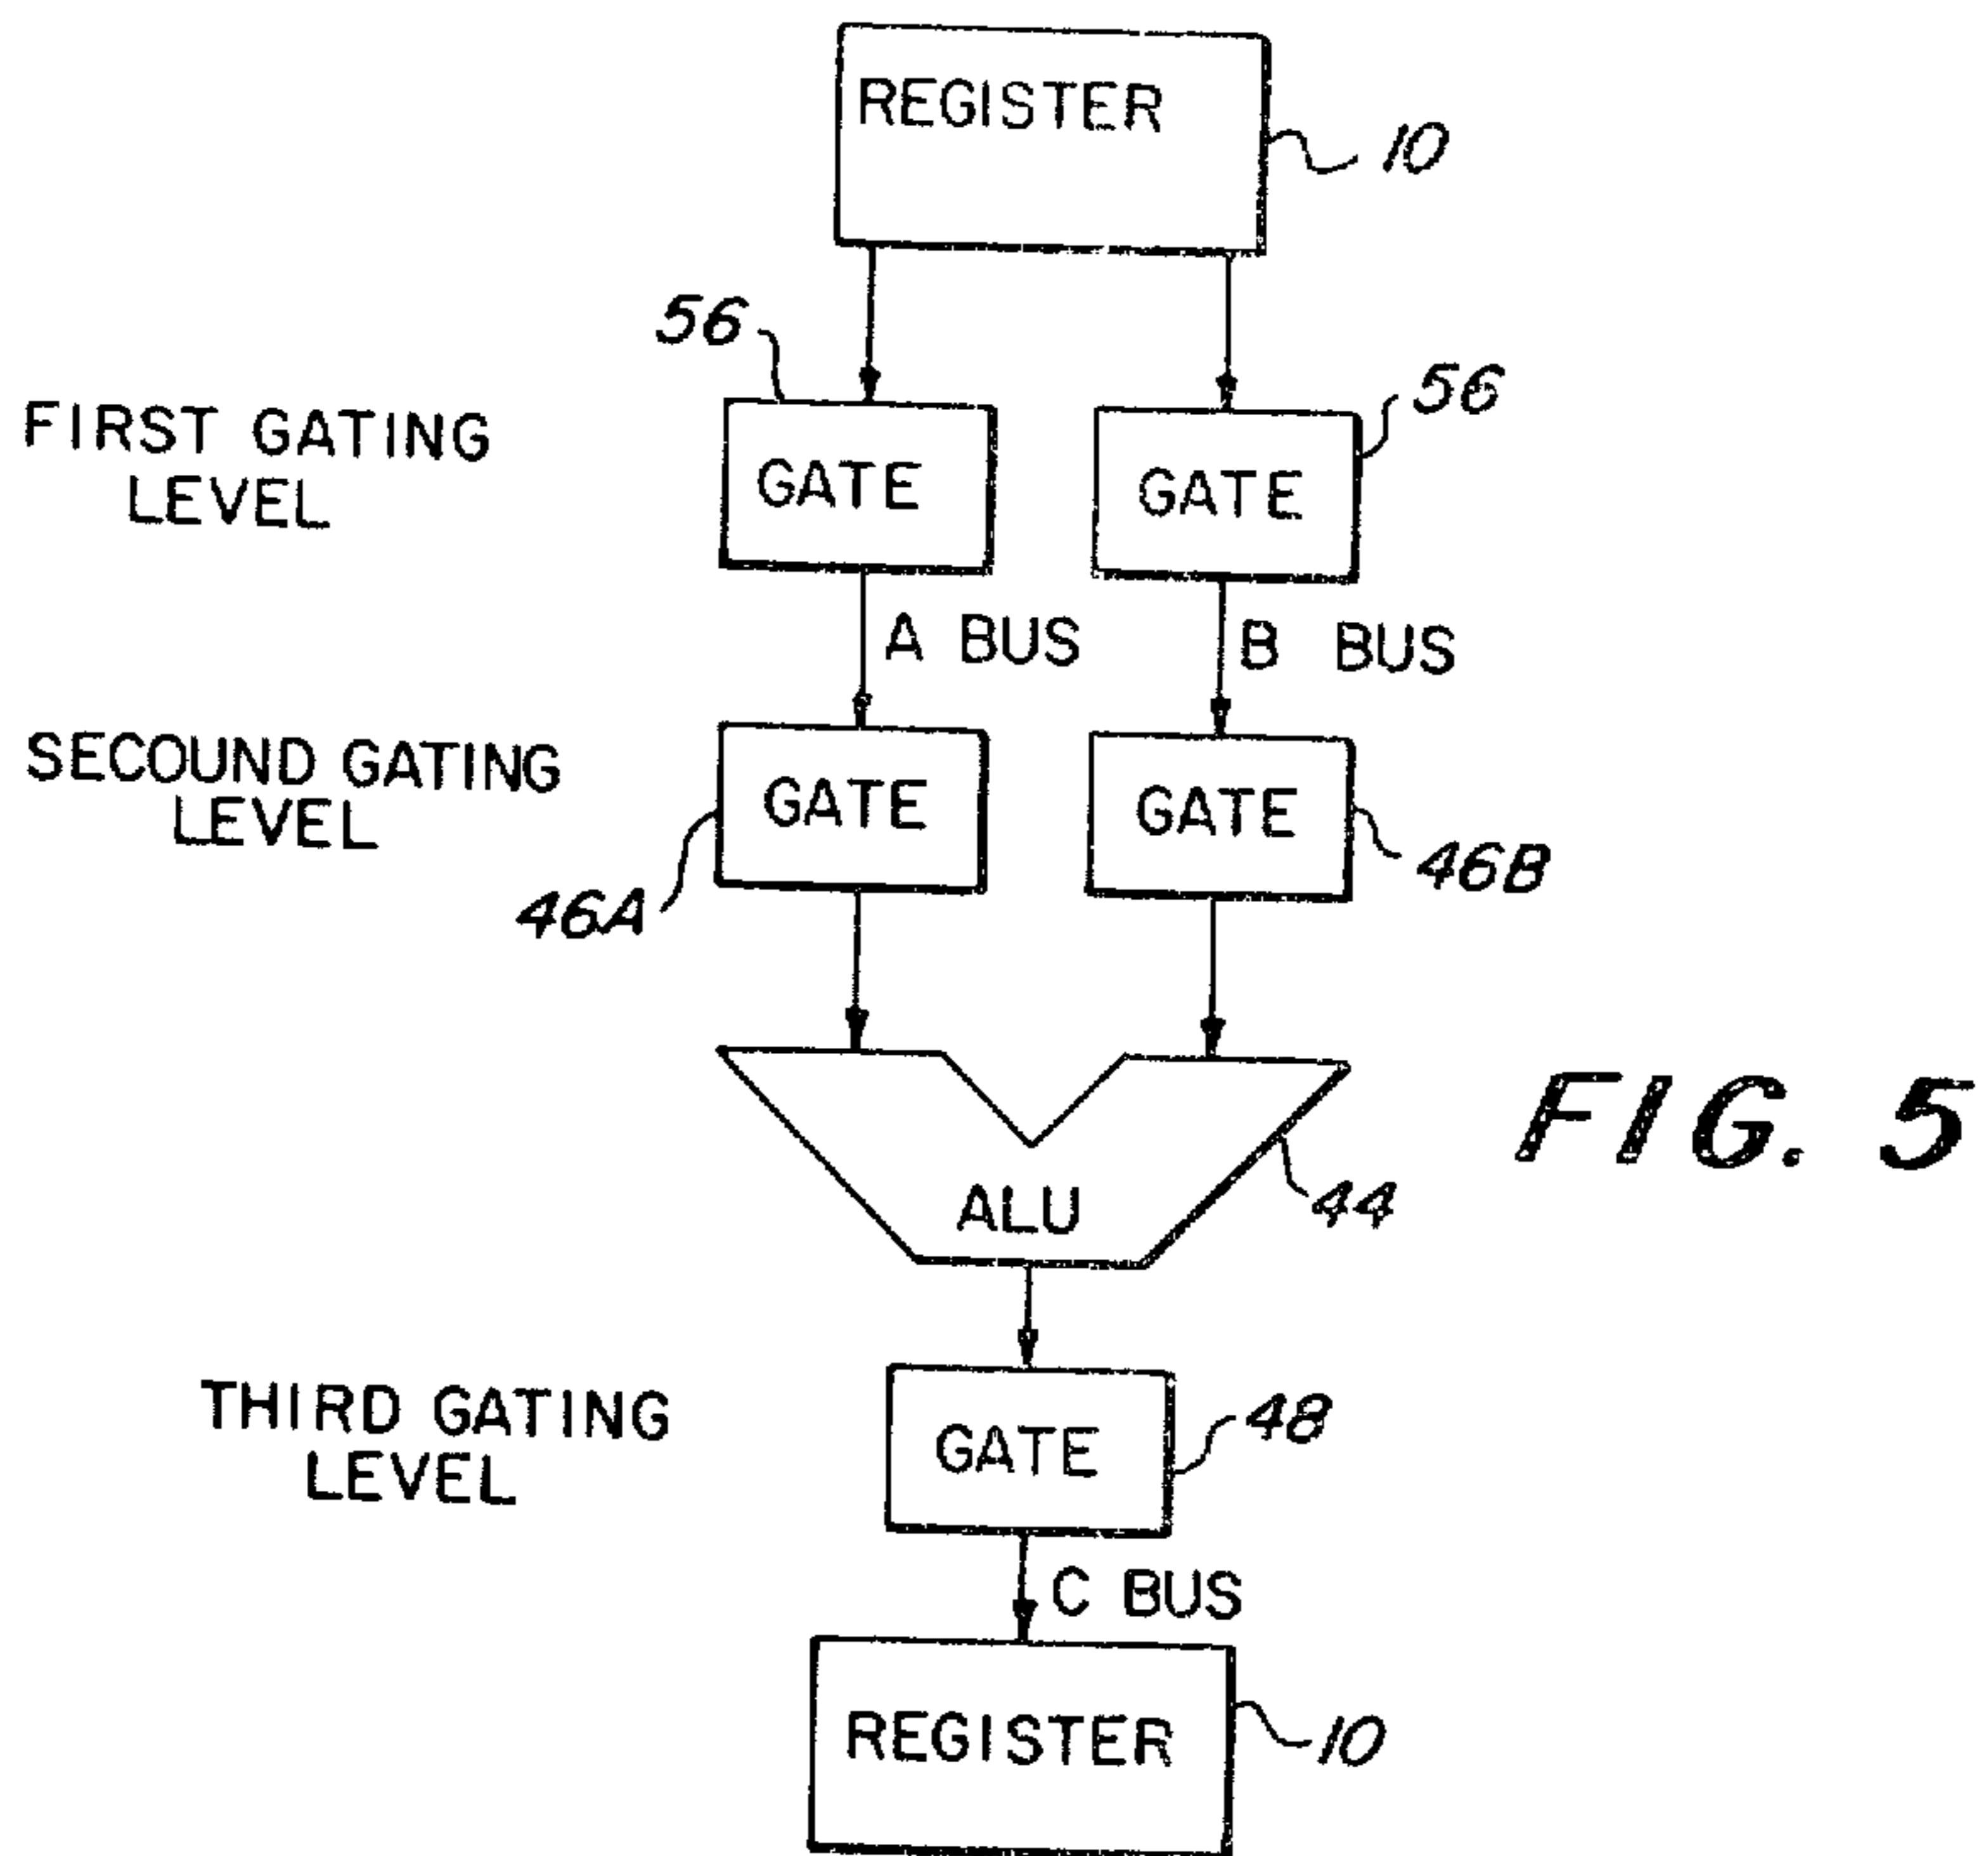 REGISTER
10
56
56
FIRST GATING
LEVEL
GATE
GATE
A BUS
B BUS
SECOUND GATING
LEVEL
GATE
GATE
46A
46B
ALU
44
FIG. 5
THIRD GATING
LEVEL
GATE
48
C BUS
REGISTER
10